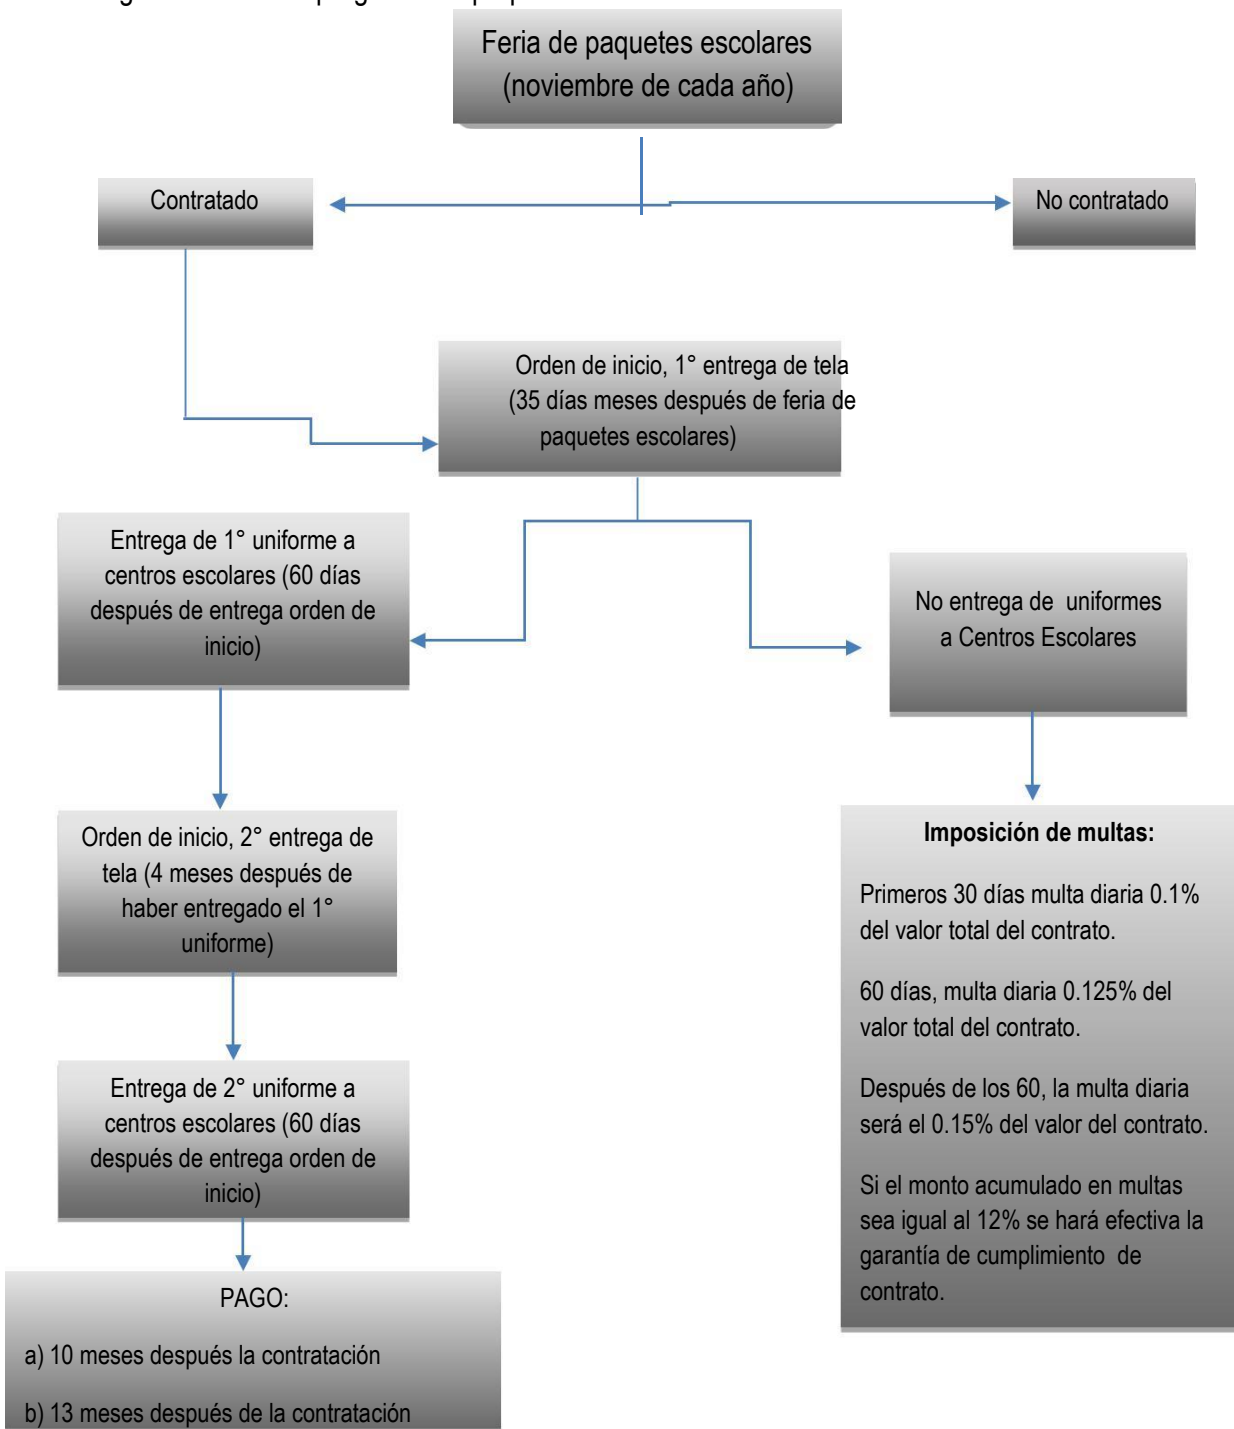 Feria de paquetes escolares
(noviembre de cada año)
Contratado
No contratado
Orden de inicio, 1° entrega de tela
(35 días meses después de feria de
paquetes escolares)
Entrega de 1° uniforme a
centros escolares (60 días
después de entrega orden de
inicio)
No entrega de uniformes
a Centros Escolares
Orden de inicio, 2° entrega de
tela (4 meses después de
haber entregado el 1°
uniforme)
Imposición de multas:
Primeros 30 días multa diaria 0.1%
del valor total del contrato.
60 días, multa diaria 0.125% del
valor total del contrato.
Después de los 60, la multa diaria
será el 0.15% del valor del contrato.
Si el monto acumulado en multas
sea igual al 12% se hará efectiva la
garantía de cumplimiento de
contrato.
Entrega de 2° uniforme a
centros escolares (60 días
después de entrega orden de
inicio)
PAGO:
a) 10 meses después la contratación
b) 13 meses después de la contratación